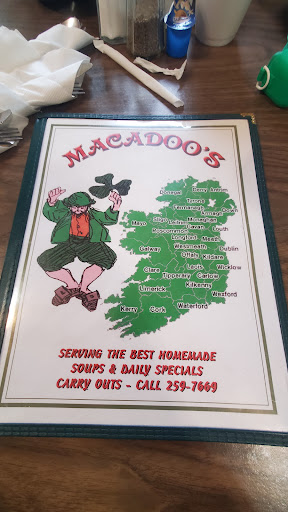 MACADOO'S
Donegal
Derry
Antrim
Tyrone
Fermanagh
Armagh
Down
Monaghan
Sligo
Leitrim
Cavan
Louth
Mayo
Roscommon
Longford
Meath
Westmeath
Dublin
Galway
Offaly
Kildare
Wicklow
Clare
Tipperary
Carlow
Kilkenny
Limerick
Wexford
Kerry
Cork
Waterford
SERVING THE BEST HOMEMADE
SOUPS & DAILY SPECIALS
CARRY OUTS - CALL 259-7669